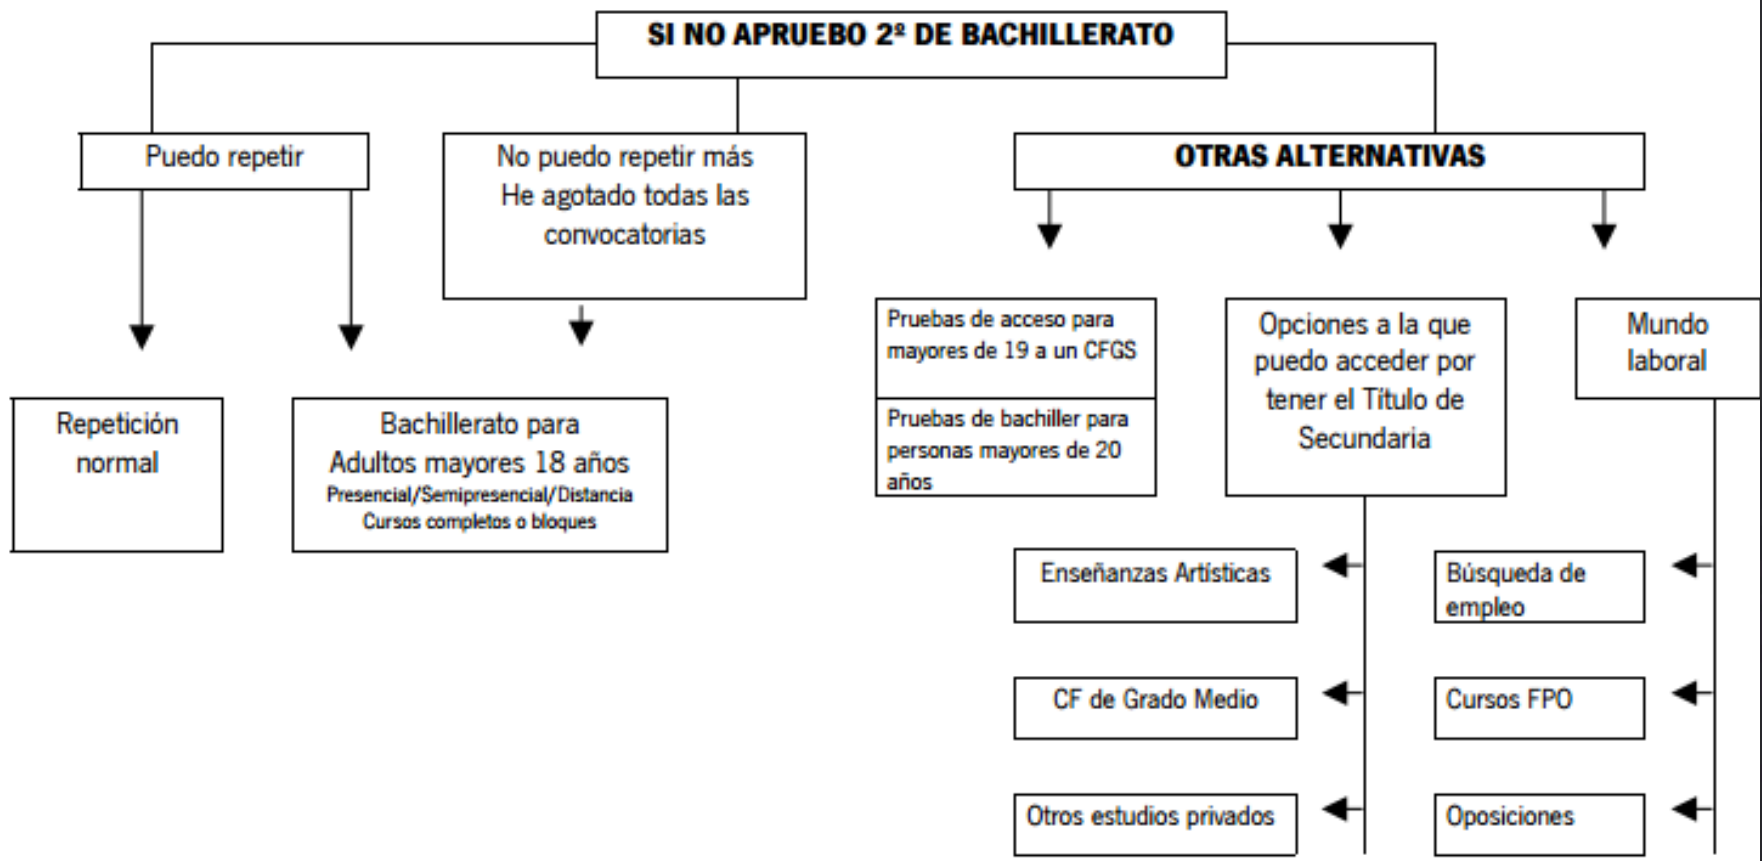 SI NO APRUEBO 2º DE BACHILLERATO
Puedo repetir
No puedo repetir más
He agotado todas las
convocatorias
OTRAS ALTERNATIVAS
Repetición
normal
Bachillerato para
Adultos mayores 18 años
Presencial/Semipresencial/Distancia
Cursos completos o bloques
Pruebas de acceso para
mayores de 19 a un CFGS
Pruebas de bachiller para
personas mayores de 20
años
Opciones a la que
puedo acceder por
tener el Título de
Secundaria
Mundo
laboral
Enseñanzas Artísticas
CF de Grado Medio
Otros estudios privados
Búsqueda de
empleo
Cursos FPO
Oposiciones